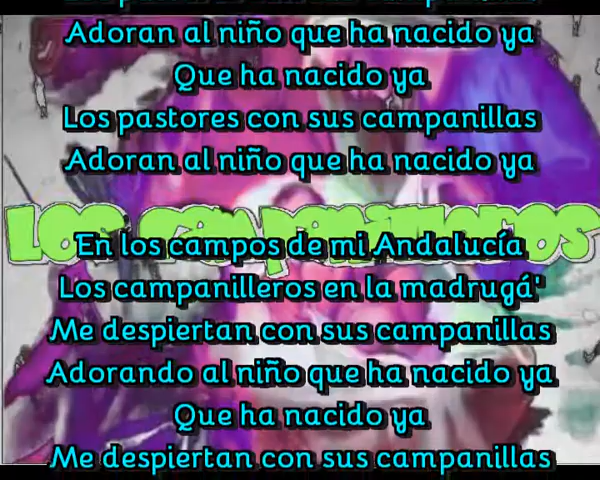 Adoran al niño que ha nacido ya
Que ha nacido ya
Los pastores con sus campanillas
Adoran al niño que ha nacido ya
LOS CAMPANILLEROS
En los campos de mi Andalucía
Los campanilleros en la madrugá'
Me despiertan con sus campanillas
Adorando al niño que ha nacido ya
Que ha nacido ya
Me despiertan con sus campanillas